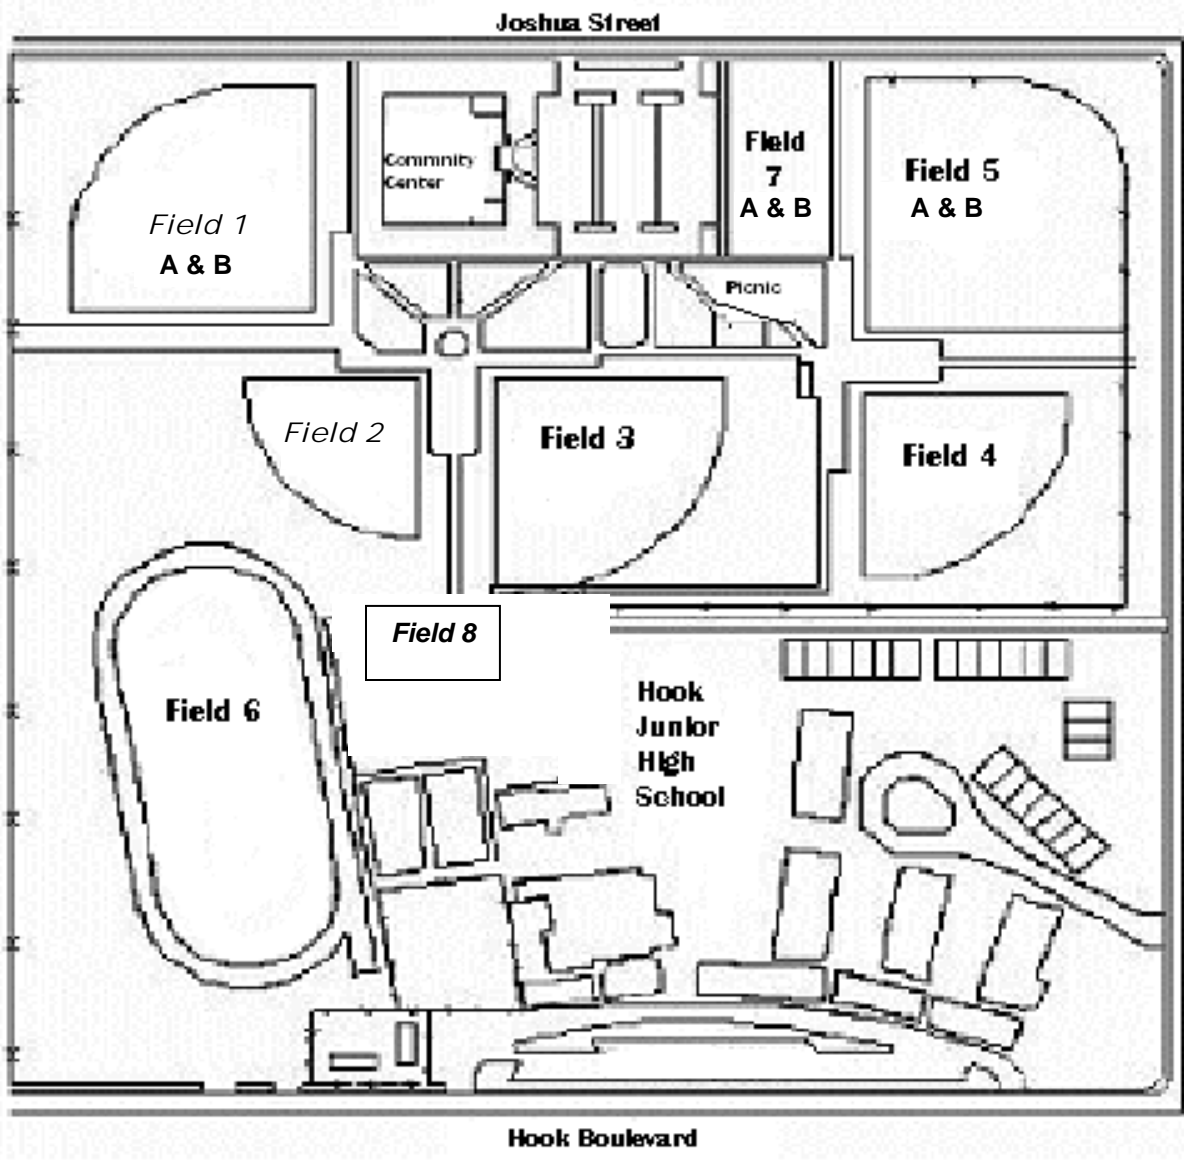 Joshua Street
Commnity
Center
Field
7
A & B
Field 5
A & B
Field 1
A & B
Picnic
Field 2
Field 3
Field 4
Field 8
Field 6
Hook
Junior
High
School
Hook Boulevard